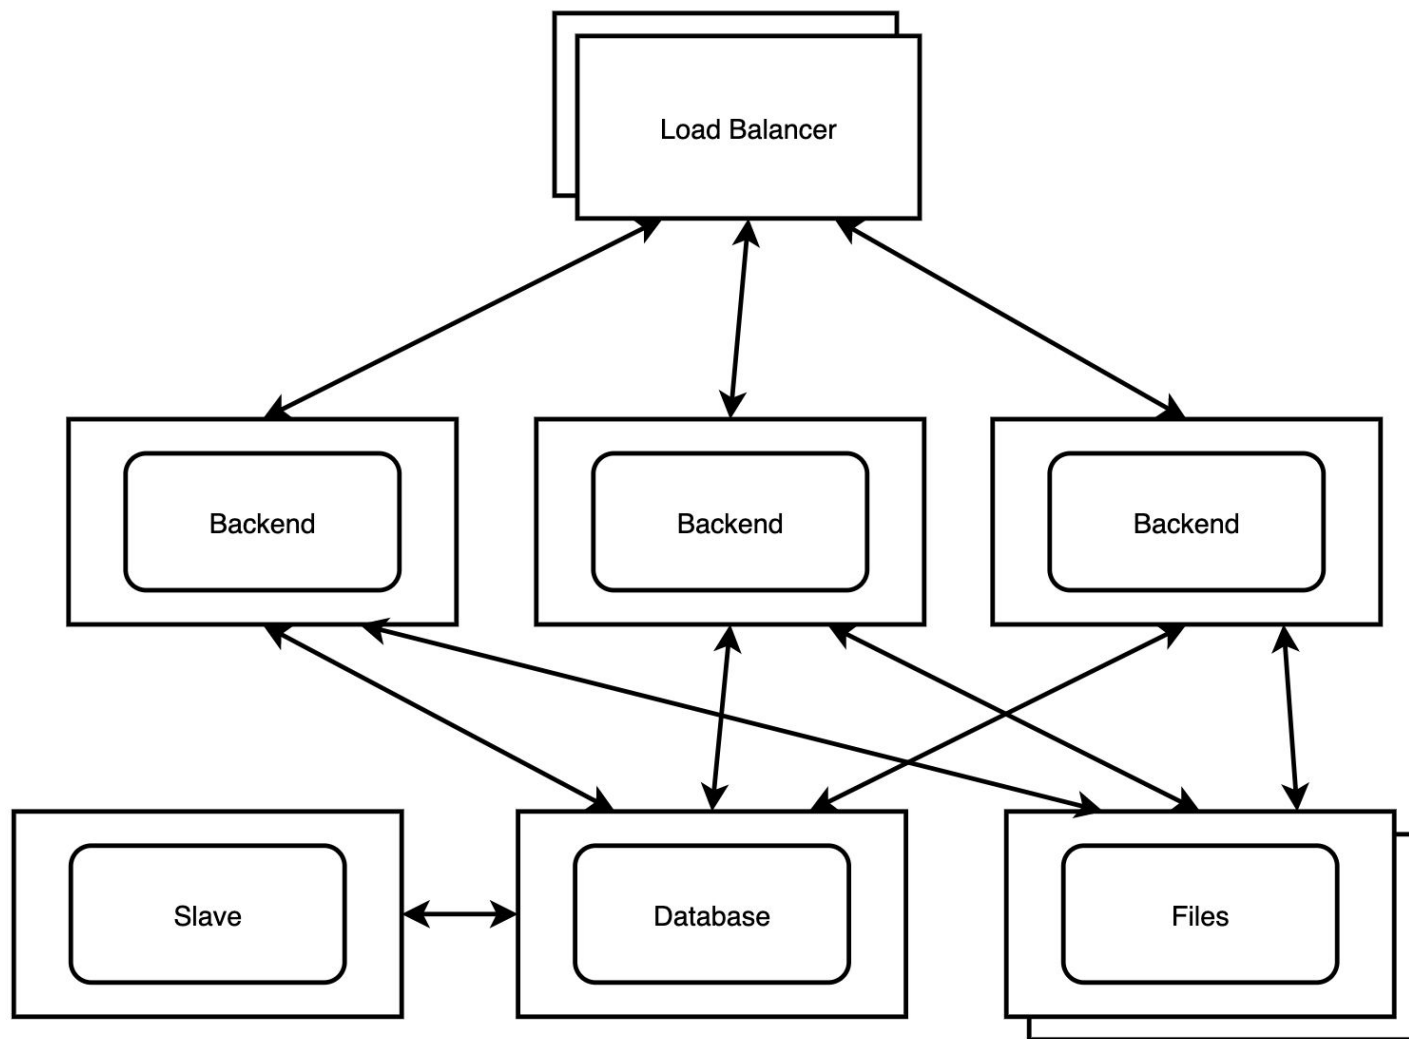 Load Balancer
Backend
Backend
Backend
Slave
Database
Files